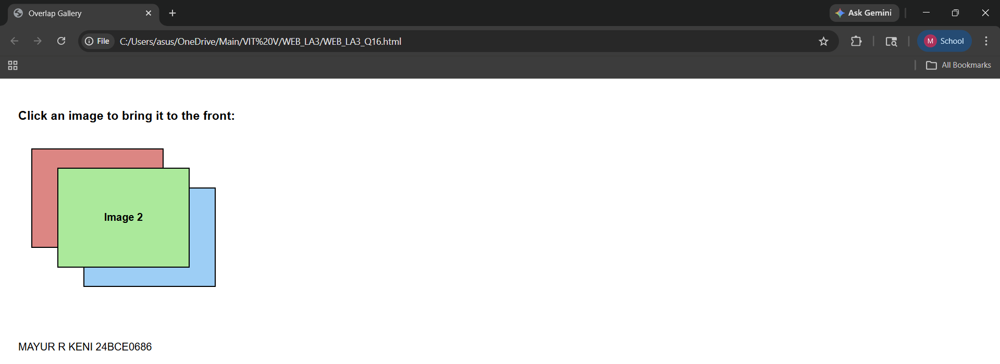 Overlap Gallery
Ask Gemini
File
C:/Users/asus/OneDrive/Main/VIT%20V/WEB_LA3/WEB_LA3_Q16.html
M School
All Bookmarks
Click an image to bring it to the front:
Image 2
MAYUR R KENI 24BCE0686